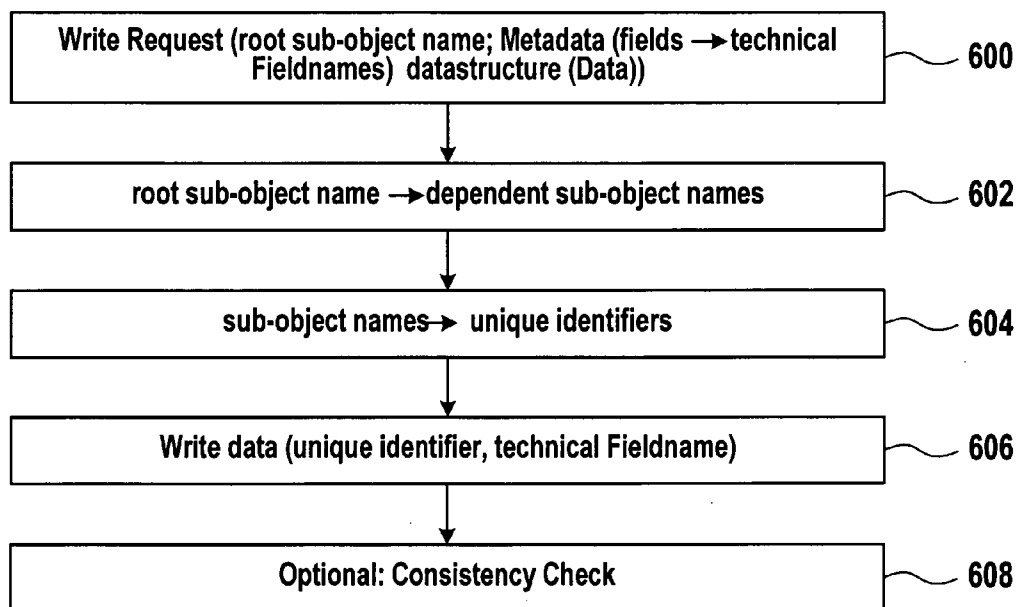 Write Request (root sub-object name; Metadata (fields → technical
Fieldnames) datastructure (Data))
600
root sub-object name → dependent sub-object names
602
sub-object names → unique identifiers
604
Write data (unique identifier, technical Fieldname)
606
Optional: Consistency Check
608